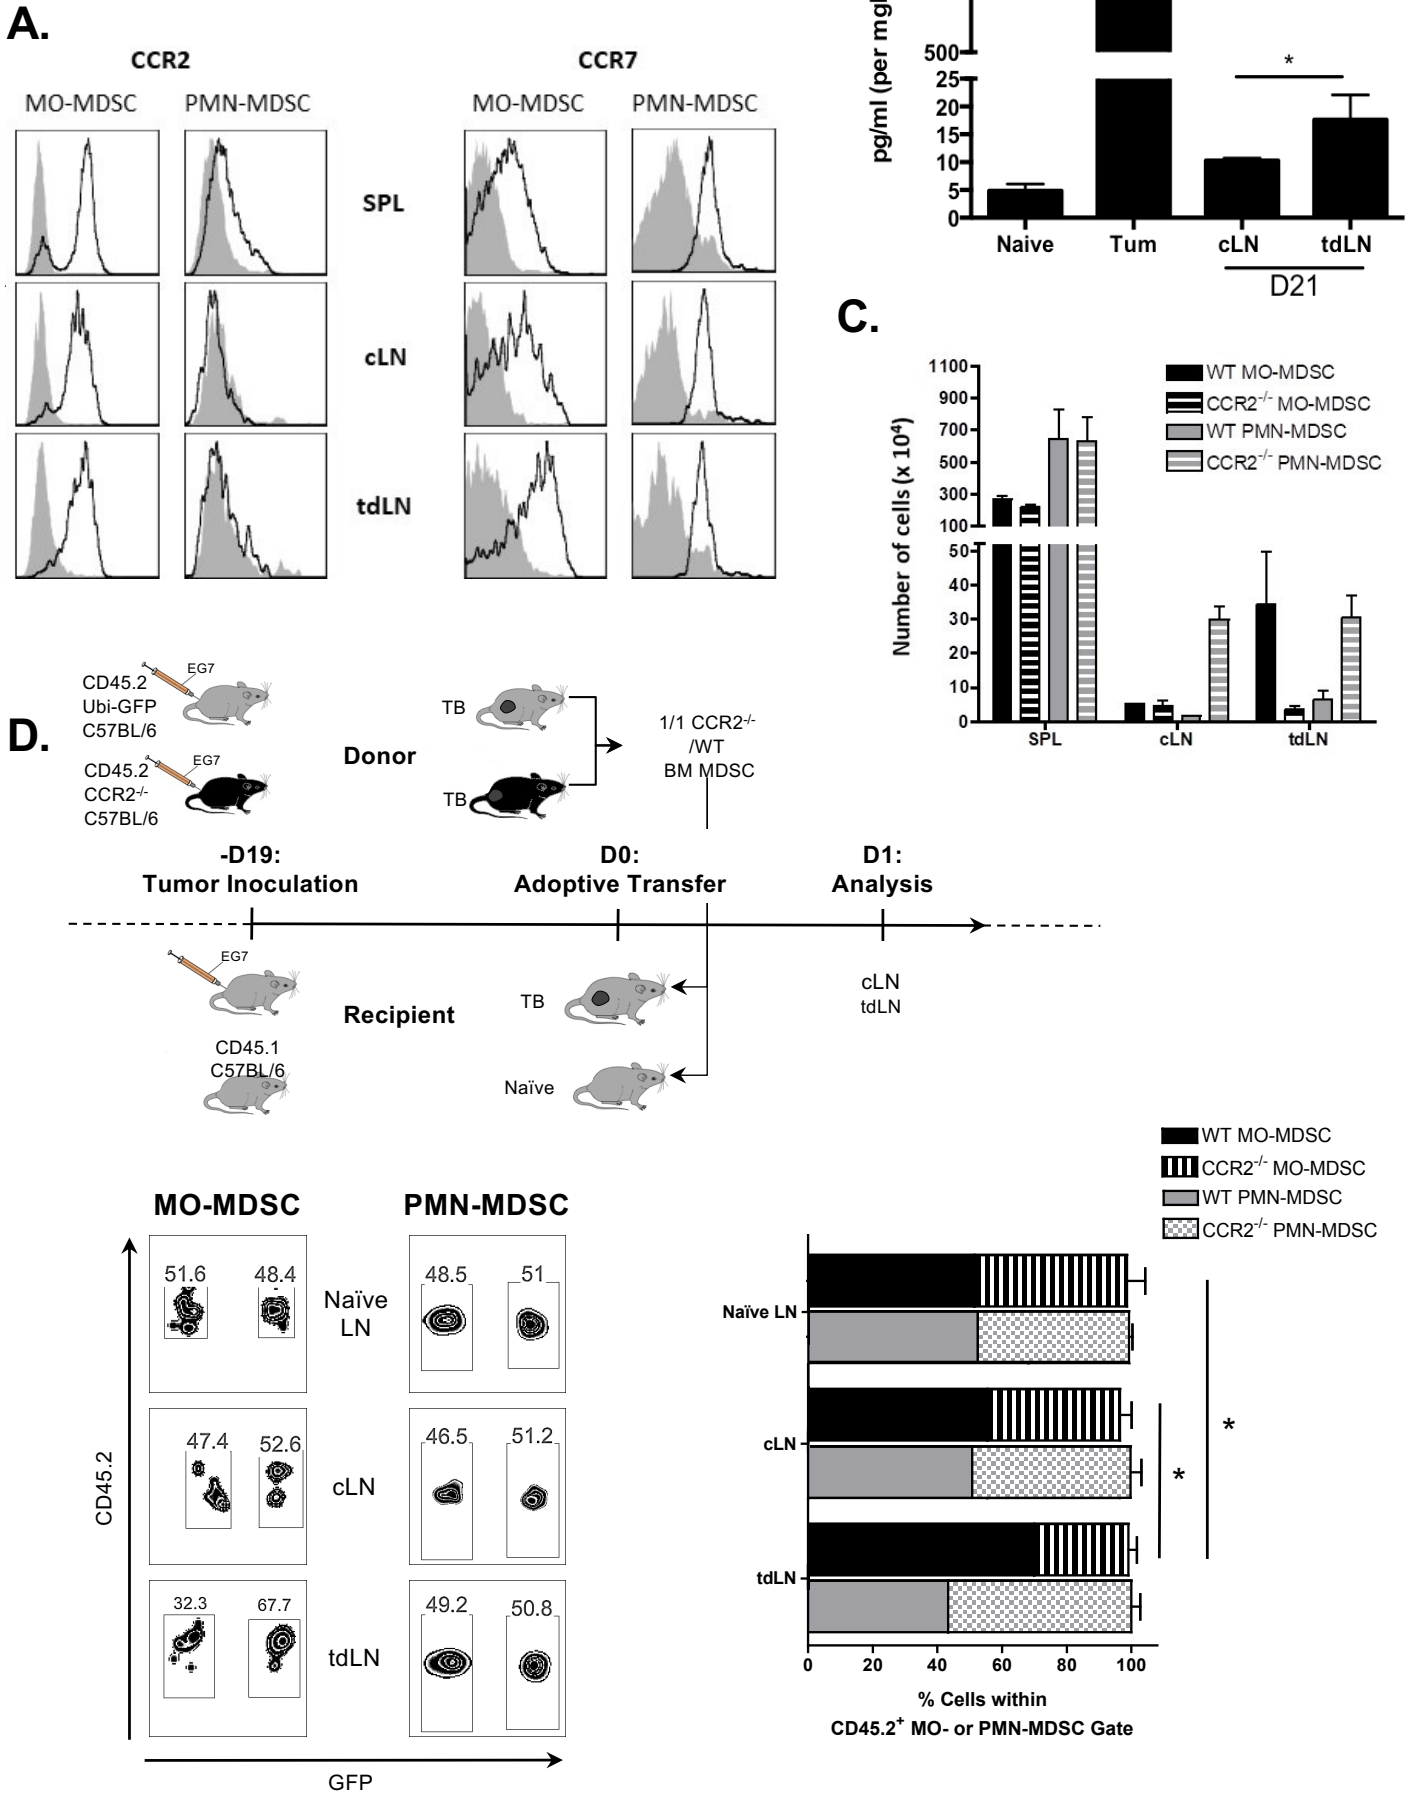 A.
CCR2
CCR7
MO-MDSC PMN-MDSC
MO-MDSC PMN-MDSC
SPL
cLN
tdLN
pg/ml (per mg
500
25
20
15
10
5
0
*
Naive Tum cLN tdLN
D21
C.
Number of cells (x 10⁴)
1100
900
700
500
300
100
50
40
30
20
10
0
WT MO-MDSC
CCR2-/- MO-MDSC
WT PMN-MDSC
CCR2-/- PMN-MDSC
SPL cLN tdLN
D.
EG7
CD45.2
Ubi-GFP
C57BL/6
EG7
CD45.2
CCR2-/-
C57BL/6
Donor
TB
TB
1/1 CCR2-/-
/WT
BM MDSC
-D19:
Tumor Inoculation
D0:
Adoptive Transfer
D1:
Analysis
EG7
Recipient
CD45.1
C57BL/6
TB
Naïve
cLN
tdLN
MO-MDSC PMN-MDSC
51.6 48.4
Naïve
LN
48.5 51
47.4 52.6
cLN
46.5 51.2
32.3 67.7
tdLN
49.2 50.8
CD45.2
GFP
WT MO-MDSC
CCR2-/- MO-MDSC
WT PMN-MDSC
CCR2-/- PMN-MDSC
Naïve LN
cLN
tdLN
*
*
0 20 40 60 80 100
% Cells within
CD45.2+ MO- or PMN-MDSC Gate